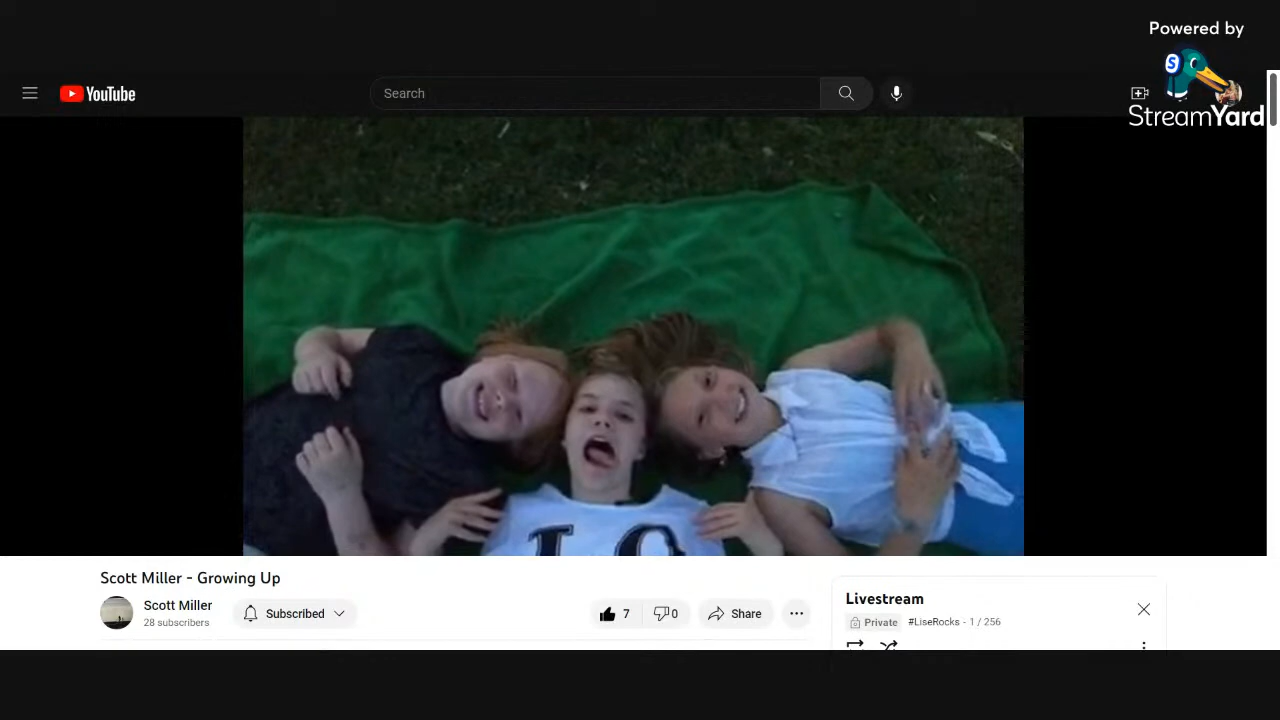 Powered by
YouTube
Search
StreamYard
Scott Miller - Growing Up
Scott Miller
28 subscribers
Subscribed
7
0
Share
Livestream
Private
#LiseRocks - 1 / 256